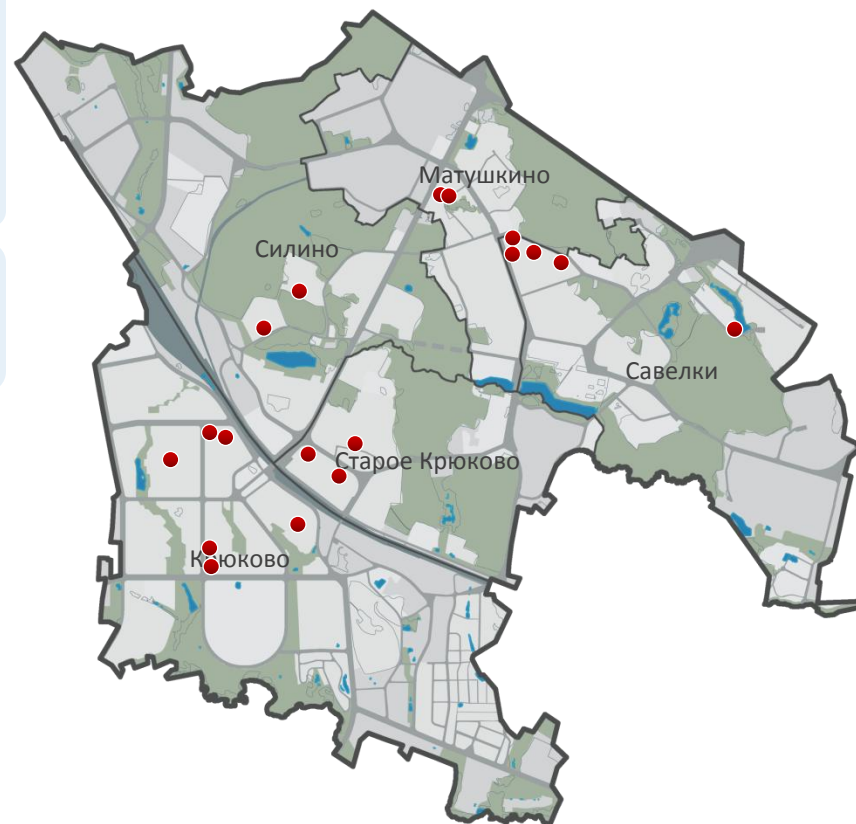 Матушкино
Силино
Савелки
Старое Крюково
Крюково